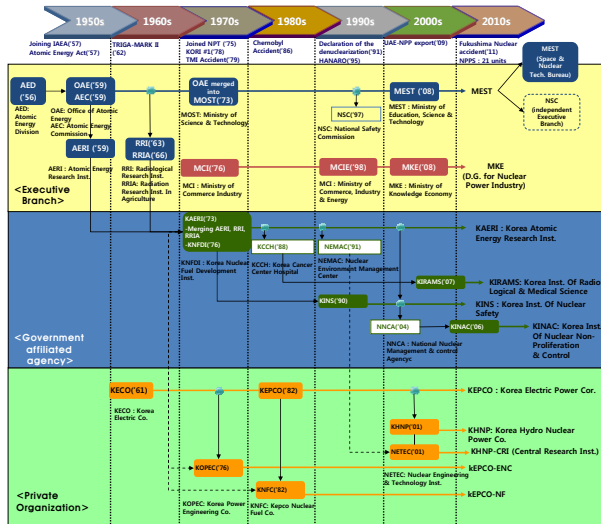 1950s 1960s 1970s 1980s 1990s 2000s 2010s
Joining IAEA('57)
Atomic Energy Act('57)
TRIGA-MARK II
('62)
Joined NPT ('75)
KORI #1('78)
TMI Accident('79)
Chernobyl
Accident('86)
Declaration of the
denuclearization('91)
HANARO('95)
UAE-NPP export('09)
Fukushima Nuclear
accident('11)
NPPS : 21 units
MEST
(Space &
Nuclear
Tech. Bureau)
AED
('56)
OAE('59)
AEC('59)
OAE merged
into
MOST('73)
MEST ('08)
MEST
NSC
(independent
Executive
Branch)
NSC('97)
AED:
Atomic
Energy
Division
OAE: Office of Atomic
Energy
AEC: Atomic Energy
Commission
MOST: Ministry of
Science & Technology
MEST : Ministry of
Education, Science &
Technology
NSC: National Safety
Commission
AERI ('59)
RRI('63)
RRIA('66)
AERI : Atomic Energy
Research Inst.
RRI: Radiological
Research Inst.
RRIA: Radiation
Research Inst. In
Agriculture
MCI('76)
MCIE('98)
MKE('08)
MKE
(D.G. for Nuclear
Power Industry)
MCI : Ministry of
Commerce Industry
MCI : Ministry of
Commerce, Industry
& Energy
MKE : Ministry of
Knowledge Economy
<Executive
Branch>
KAERI('73)
-Merging AERI, RRI,
RRIA
-KNFDI('76)
KAERI : Korea Atomic
Energy Research Inst.
KCCH('88)
NEMAC('91)
KNFDI : Korea Nuclear
Fuel Development
Inst.
KCCH: Korea Cancer
Center Hospital
NEMAC: Nuclear
Environment Management
Center
KIRAMS('07)
KIRAMS: Korea Inst. Of Radio
Logical & Medical Science
KINS('90)
KINS : Korea Inst. Of Nuclear
Safety
NNCA('04)
KINAC('06)
KINAC: Korea Inst.
Of Nuclear Non-
Proliferation
& Control
NNCA : National Nuclear
Management & control
Agencyc
<Government
affiliated
agency>
KECO('61)
KEPCO('82)
KEPCO : Korea Electric Power Cor.
KECO : Korea
Electric Co.
KHNP('01)
KHNP: Korea Hydro Nuclear
Power Co.
NETEC('01)
KHNP-CRI (Central Research Inst.)
KOPEC('76)
kEPCO-ENC
NETEC: Nuclear Engineering
& Technology Inst.
KNFC('82)
kEPCO-NF
KOPEC: Korea Power
Engineering Co.
KNFC: Kepco Nuclear
Fuel Co.
<Private
Organization>